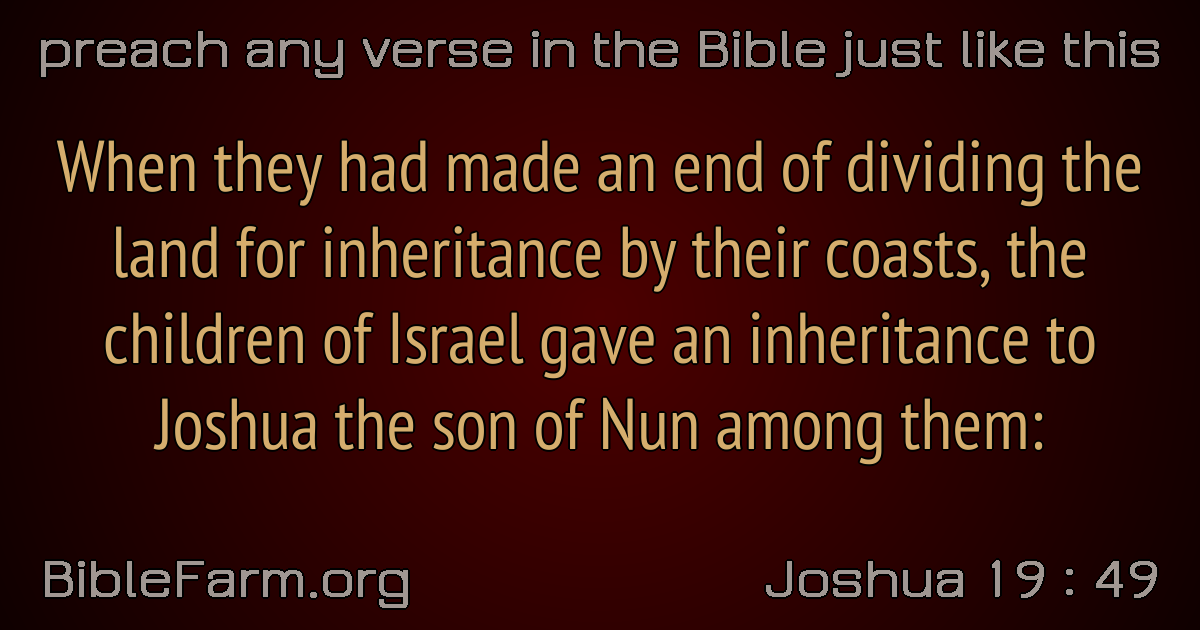 preach any verse in the Bible just like this
When they had made an end of dividing the
land for inheritance by their coasts, the
children of Israel gave an inheritance to
Joshua the son of Nun among them:
BibleFarm.org
Joshua 19 : 49